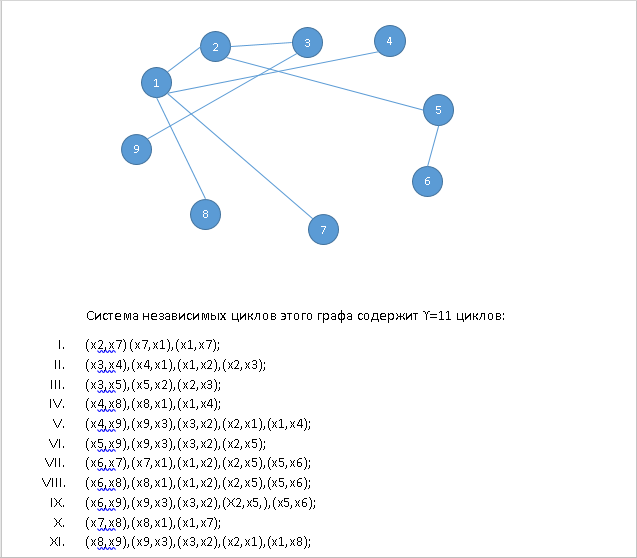 2
3
4
1
5
9
6
8
7
Система независимых циклов этого графа содержит ϒ=11 циклов:
I. (x2,x7)(x7,x1),(x1,x7);
II. (x3,x4),(x4,x1),(x1,x2),(x2,x3);
III. (x3,x5),(x5,x2),(x2,x3);
IV. (x4,x8),(x8,x1),(x1,x4);
V. (x4,x9),(x9,x3),(x3,x2),(x2,x1),(x1,x4);
VI. (x5,x9),(x9,x3),(x3,x2),(x2,x5);
VII. (x6,x7),(x7,x1),(x1,x2),(x2,x5),(x5,x6);
VIII. (x6,x8),(x8,x1),(x1,x2),(x2,x5),(x5,x6);
IX. (x6,x9),(x9,x3),(x3,x2),(X2,x5,),(x5,x6);
X. (x7,x8),(x8,x1),(x1,x7);
XI. (x8,x9),(x9,x3),(x3,x2),(x2,x1),(x1,x8);